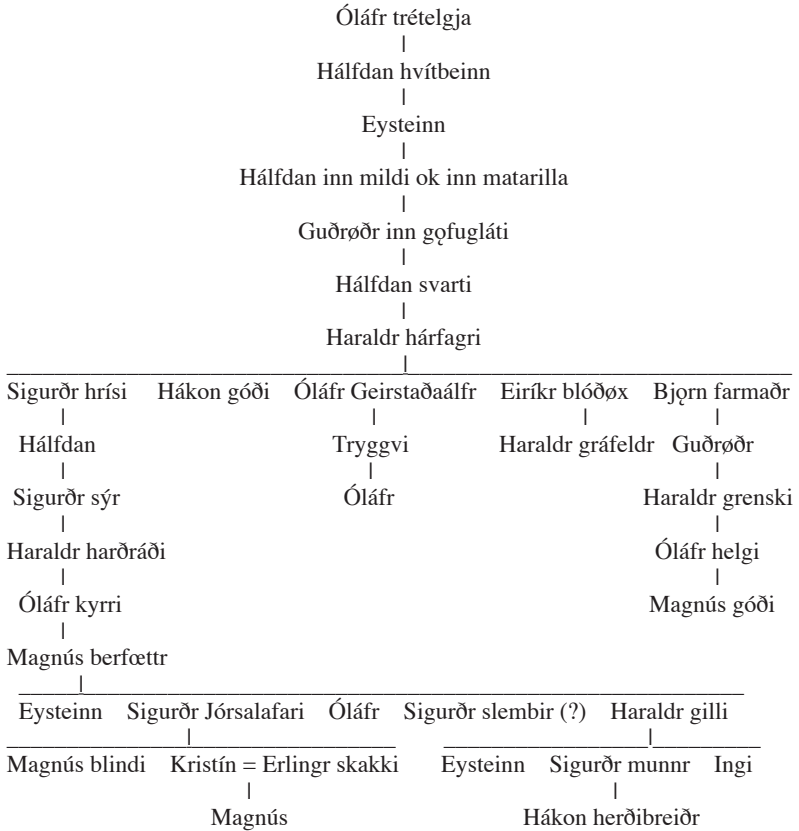 Óláfr trételgja
Hálfdan hvítbeinn
Eysteinn
Hálfdan inn mildi ok inn matarilla
Guðrøðr inn gǫfugláti
Hálfdan svarti
Haraldr hárfagri
Sigurðr hrísi Hákon góði Óláfr Geirstaðaálfr Eiríkr blóðøx Bjǫrn farmaðr
Hálfdan Tryggvi Haraldr gráfeldr Guðrøðr
Sigurðr sýr Óláfr Haraldr grenski
Haraldr harðráði Óláfr helgi
Óláfr kyrri Magnús góði
Magnús berfœttr
Eysteinn Sigurðr Jórsalafari Óláfr Sigurðr slembir (?) Haraldr gilli
Magnús blindi Kristín = Erlingr skakki Eysteinn Sigurðr munnr Ingi
Magnús Hákon herðibreiðr